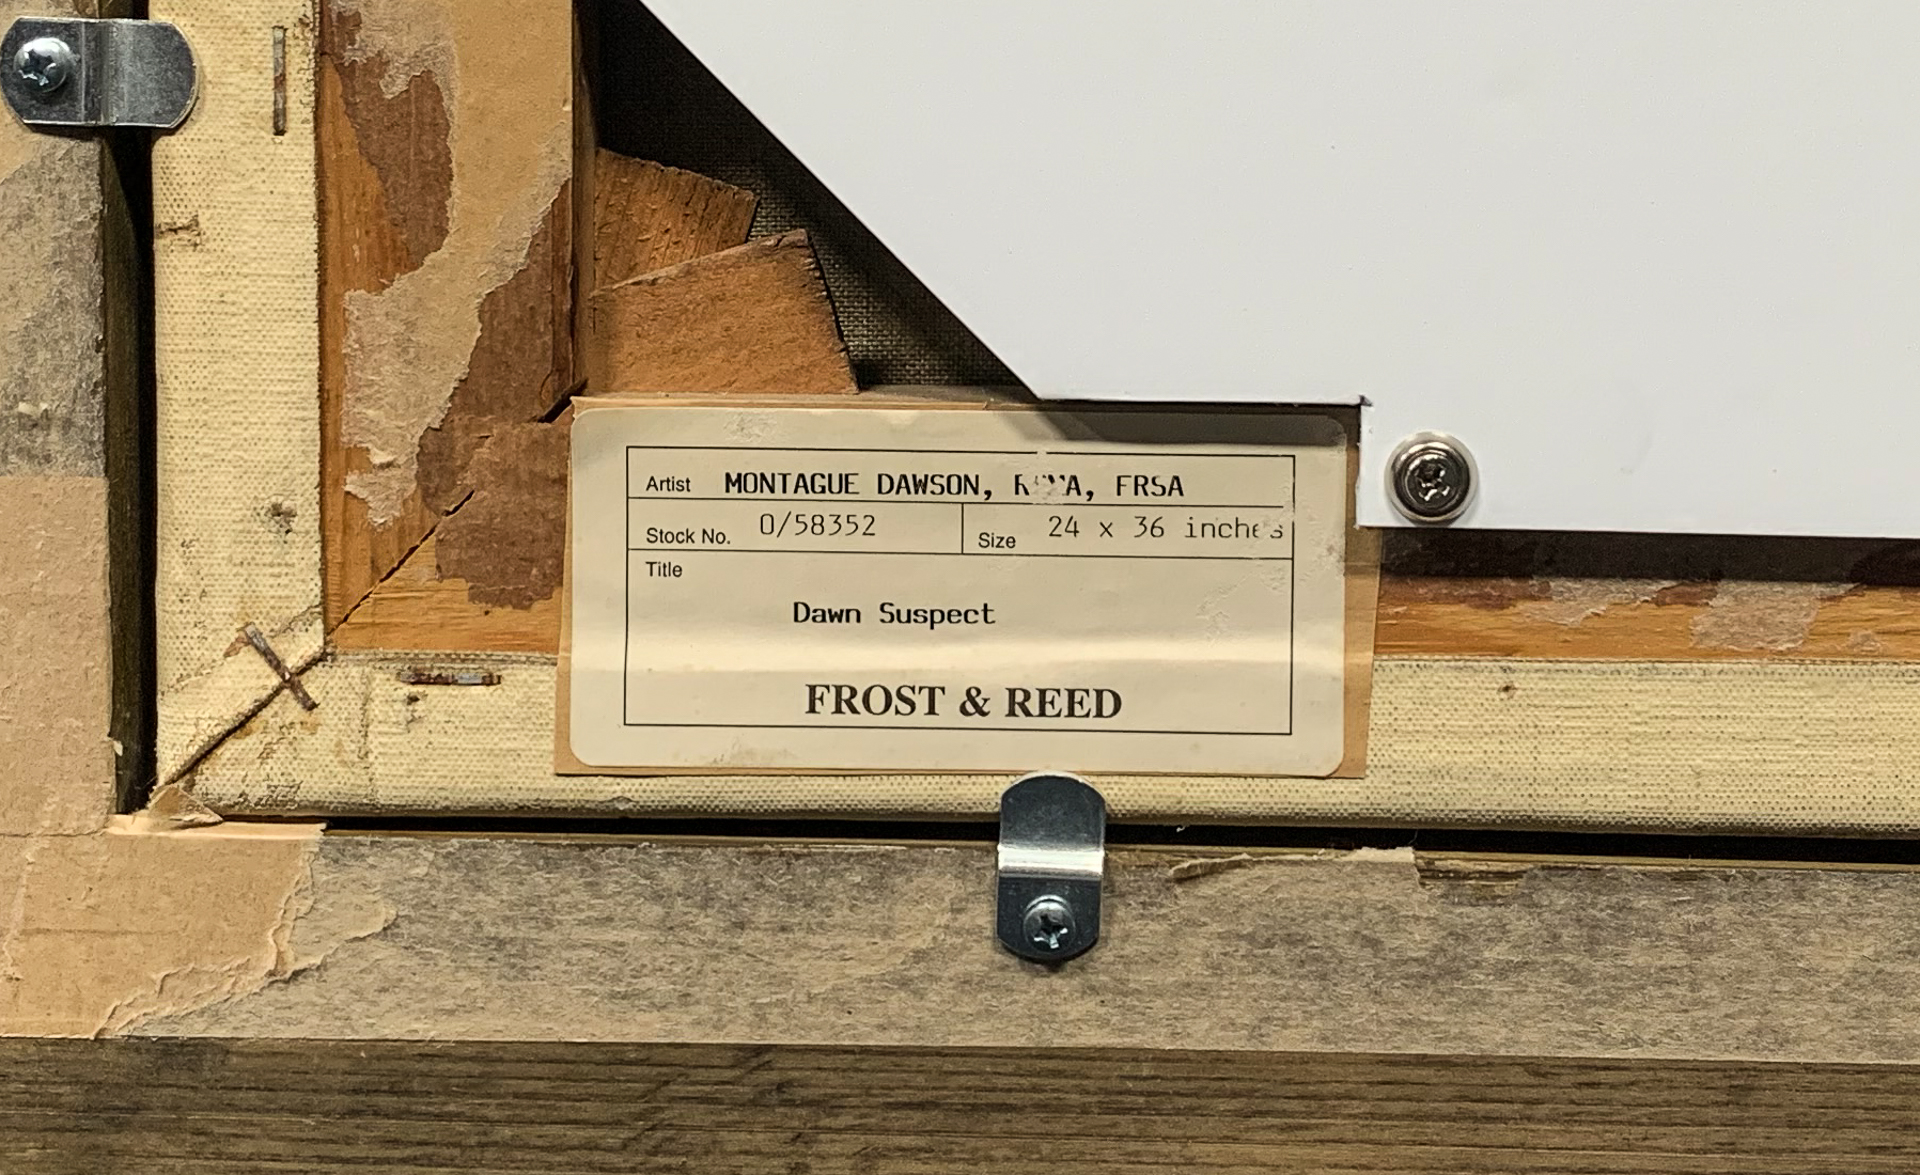 Artist MONTAGUE DAWSON, FRSA
Stock No. 0/58352 Size 24 x 36 inches
Title
Dawn Suspect
FROST & REED